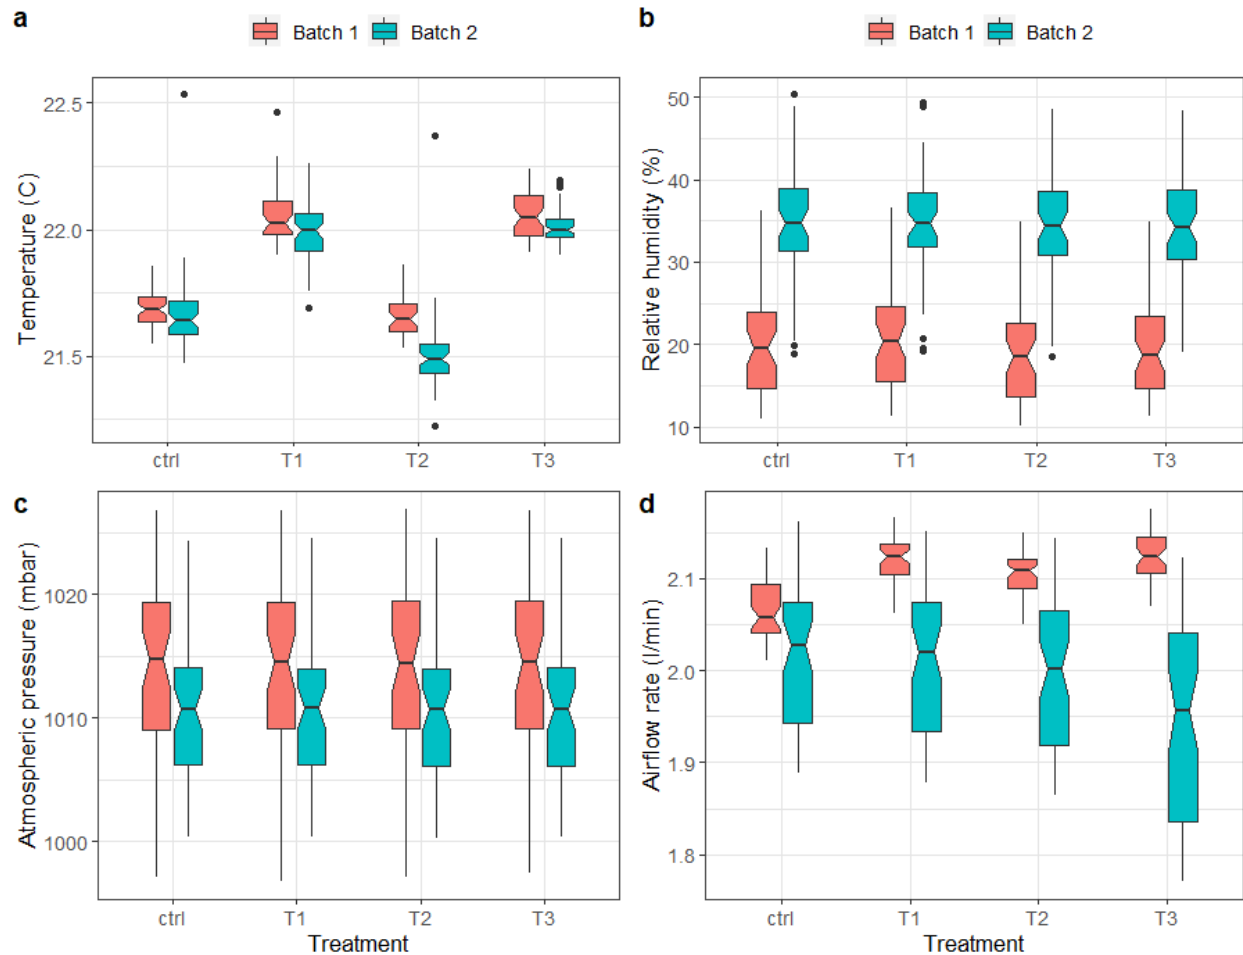 a
Batch 1 Batch 2
Temperature (C)
22.5
22.0
21.5
ctrl T1 T2 T3
b
Batch 1 Batch 2
Relative humidity (%)
50
40
30
20
10
ctrl T1 T2 T3
c
Atmospheric pressure (mbar)
1020
1010
1000
ctrl T1 T2 T3
Treatment
d
Airflow rate (l/min)
2.1
2.0
1.9
1.8
ctrl T1 T2 T3
Treatment